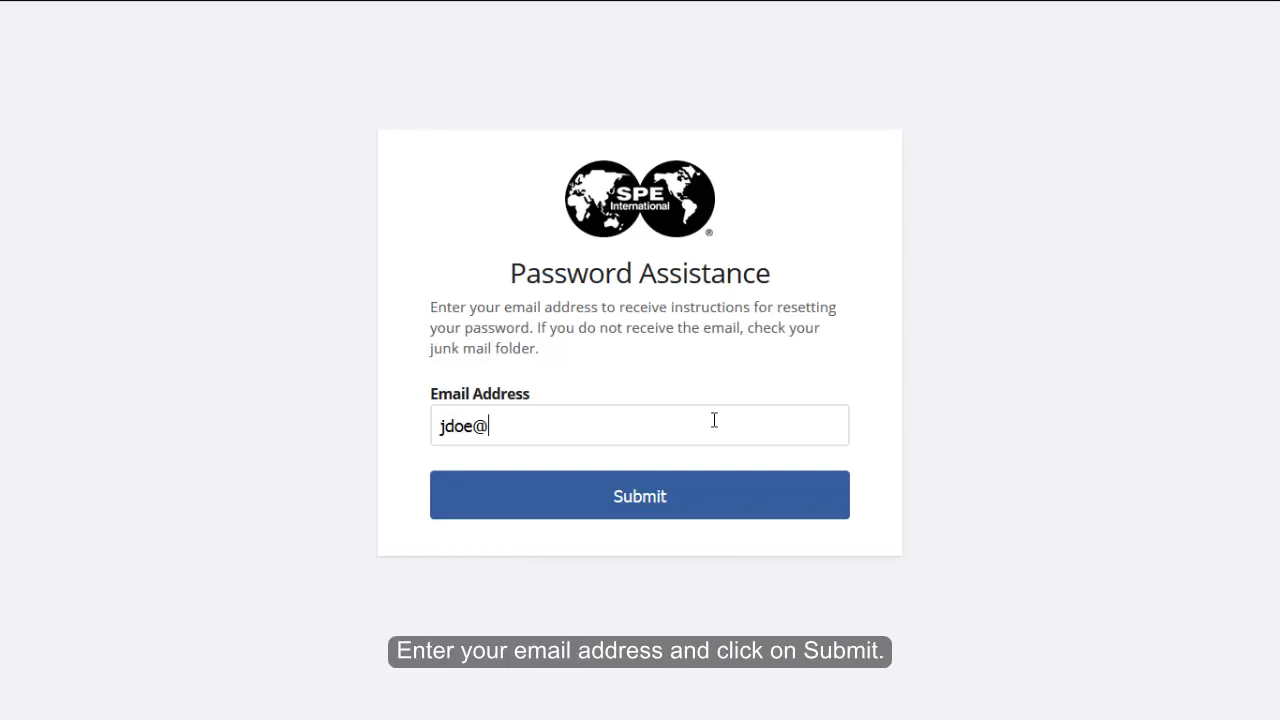 SPE
International
®
Password Assistance
Enter your email address to receive instructions for resetting
your password. If you do not receive the email, check your
junk mail folder.
Email Address
jdoe@
Submit
Enter your email address and click on Submit.